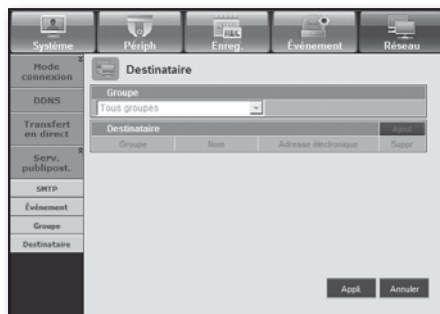 Système Périph Enreg. Événement Réseau
Mode
connexion
DDNS
Transfert
en direct
Serv.
publipost.
SMTP
Événement
Groupe
Destinataire
Destinataire
Groupe
Tous groupes
Destinataire Ajout
Groupe Nom Adresse électronique Suppr
Appli. Annuler